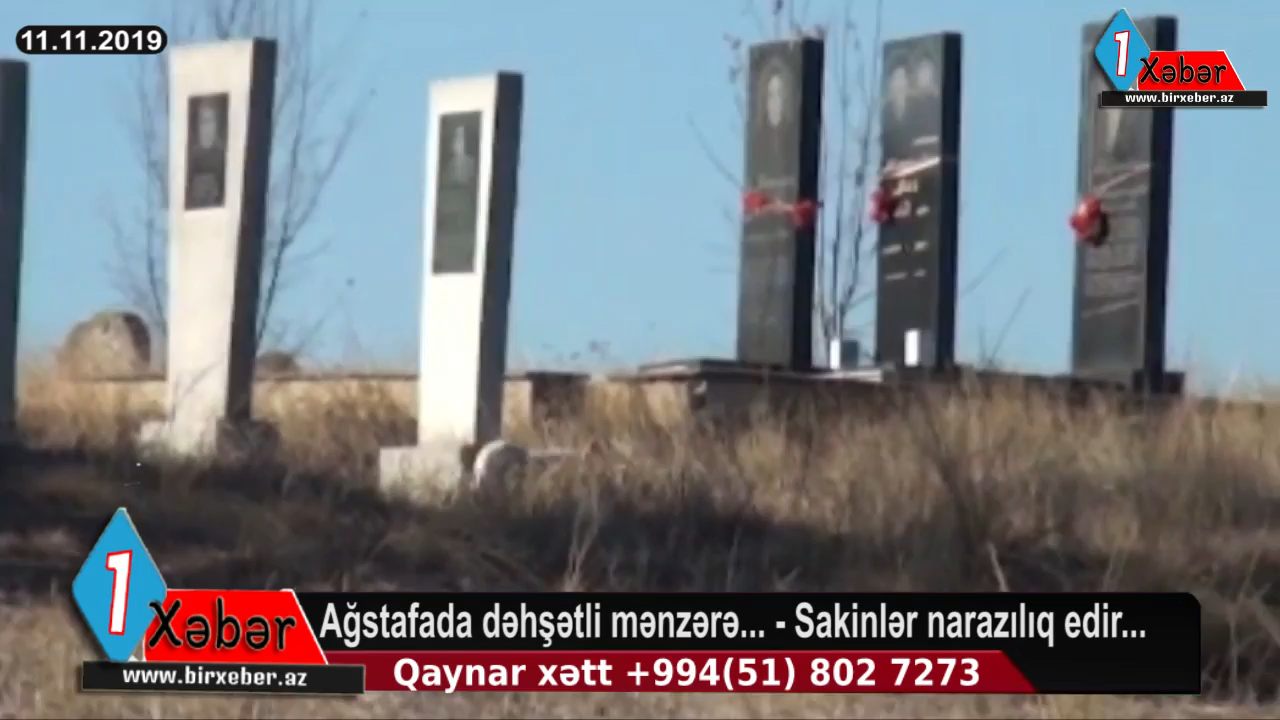 11.11.2019
1
Xəbər
www.birxeber.az
1
Xəbər
www.birxeber.az
Ağstafada dəhşətli mənzərə... - Sakinlər narazılıq edir...
Qaynar xətt +994(51) 802 7273